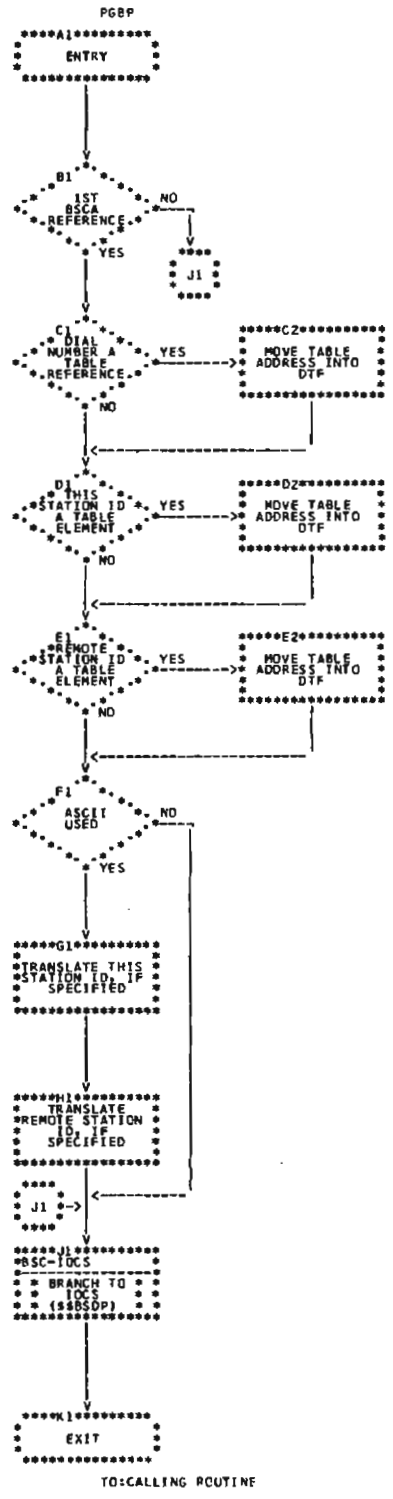 PGBP
A1
ENTRY
B1
1ST
BSCA
REFERENCE
NO
YES
J1
C1
DIAL
NUMBER A
TABLE
REFERENCE
YES
NO
C2
MOVE TABLE
ADDRESS INTO
DTF
D1
THIS
STATION ID
A TABLE
ELEMENT
YES
NO
D2
MOVE TABLE
ADDRESS INTO
DTF
E1
REMOTE
STATION ID
A TABLE
ELEMENT
YES
NO
E2
MOVE TABLE
ADDRESS INTO
DTF
F1
ASCII
USED
NO
YES
G1
TRANSLATE THIS
STATION ID, IF
SPECIFIED
H1
TRANSLATE
REMOTE STATION
ID, IF
SPECIFIED
J1
J1
BSC-IOCS
BRANCH TO
IOCS
($$BSDP)
K1
EXIT
TO:CALLING ROUTINE